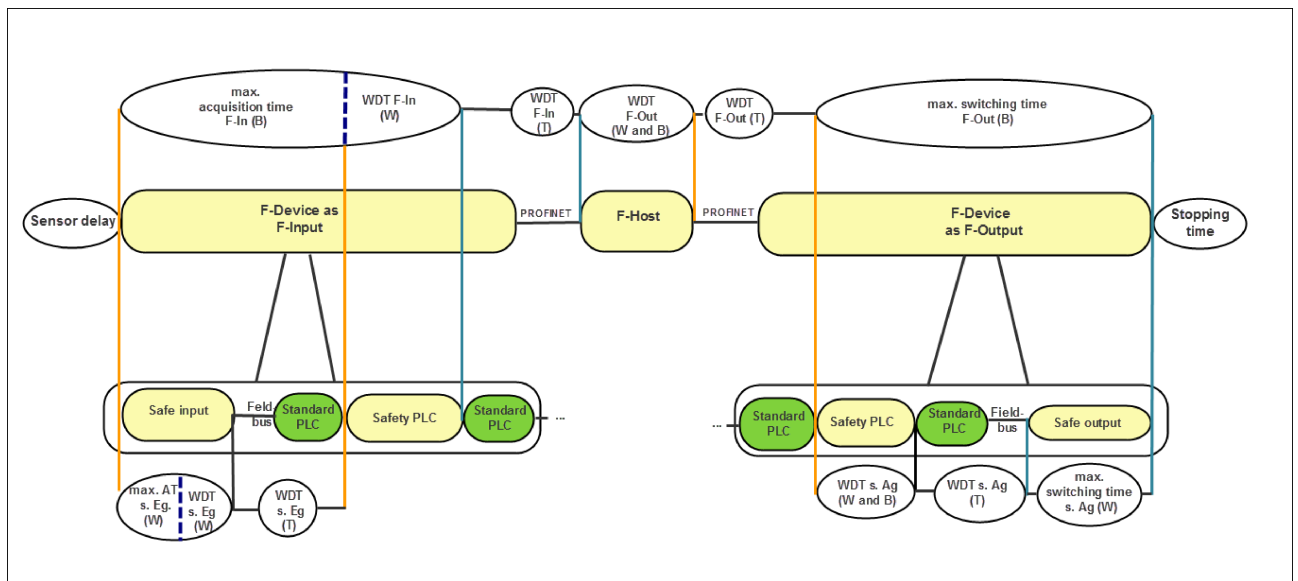 max.
acquisition time
F-In (B)
WDT F-In
(W)
WDT
F-In
(T)
WDT
F-Out
(W and B)
WDT
F-Out (T)
max. switching time
F-Out (B)
Sensor delay
F-Device as
F-Input
PROFINET
F-Host
PROFINET
F-Device
as F-Output
Stopping
time
Safe input
Feld-
bus
Standard
PLC
Safety PLC
Standard
PLC
...
...
Standard
PLC
Safety PLC
Standard
PLC
Field-
bus
Safe output
max. AT
s. Eg.
(W)
WDT
s. Eg
(W)
WDT
s. Eg
(T)
WDT s. Ag
(W and B)
WDT s. Ag
(T)
max.
switching time
s. Ag (W)